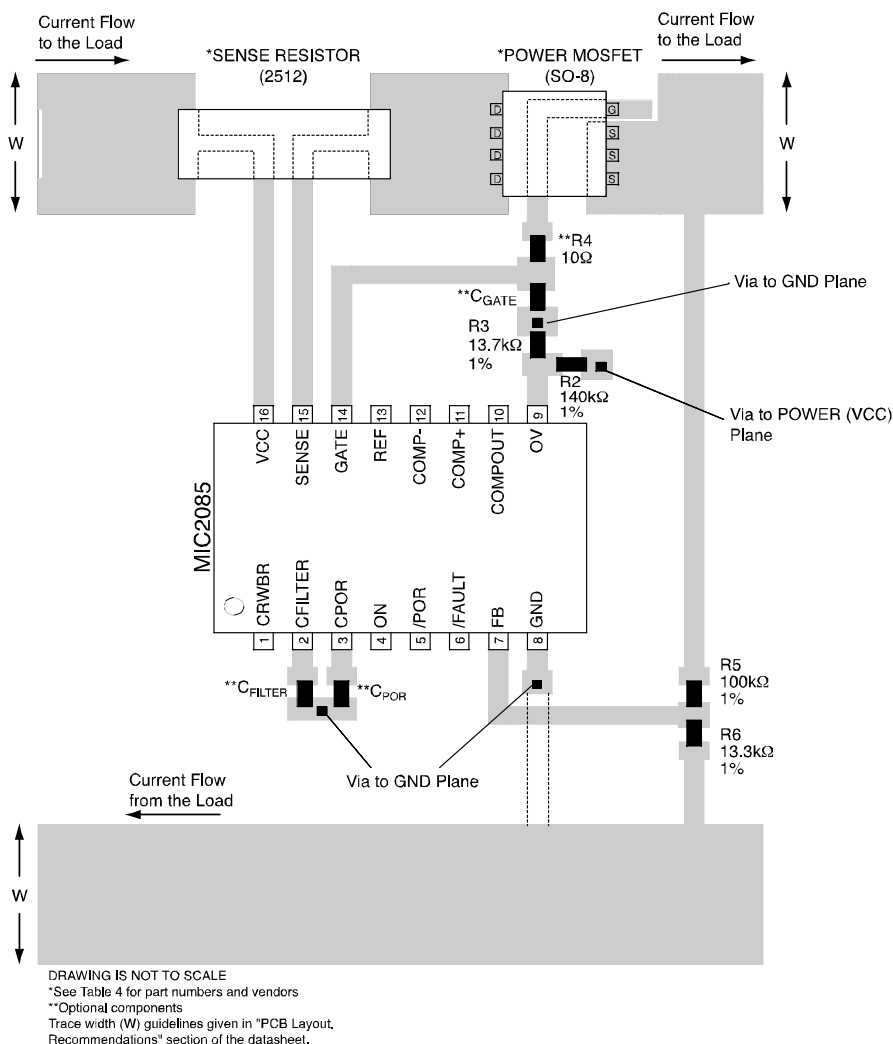 Current Flow
to the Load
*SENSE RESISTOR
(2512)
*POWER MOSFET
(SO-8)
Current Flow
to the Load
W
W
D
D
D
D
G
S
S
S
**R4
10Ω
**CGATE
Via to GND Plane
R3
13.7kΩ
1%
R2
140kΩ
1%
Via to POWER (VCC)
Plane
16
15
14
13
12
11
10
9
VCC
SENSE
GATE
REF
COMP-
COMP+
COMPOUT
OV
MIC2085
CRWBR
CFILTER
CPOR
ON
/POR
/FAULT
FB
GND
1
2
3
4
5
6
7
8
**CFILTER
**CPOR
R5
100kΩ
1%
R6
13.3kΩ
1%
Via to GND Plane
Current Flow
from the Load
W
DRAWING IS NOT TO SCALE
*See Table 4 for part numbers and vendors
**Optional components
Trace width (W) guidelines given in "PCB Layout
Recommendations" section of the datasheet.